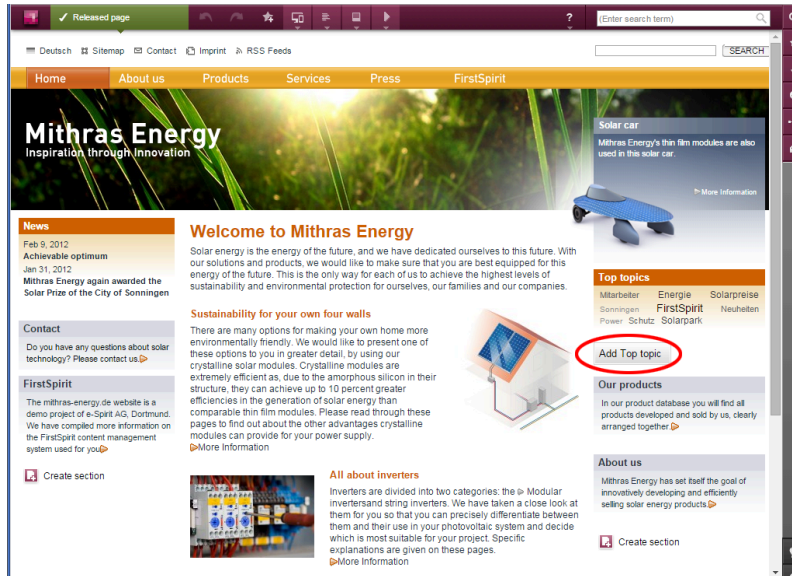 Released page
?
(Enter search term)
Deutsch Sitemap Contact Imprint RSS Feeds
SEARCH
Home About us Products Services Press FirstSpirit
Mithras Energy
Inspiration through Innovation
Solar car
Mithras Energy's thin film modules are also
used in this solar car.
More Information
News
Feb 9, 2012
Achievable optimum
Jan 31, 2012
Mithras Energy again awarded the
Solar Prize of the City of Sonningen
Contact
Do you have any questions about solar
technology? Please contact us.
FirstSpirit
The mithras-energy.de website is a
demo project of e-Spirit AG, Dortmund.
We have compiled more information on
the FirstSpirit content management
system used for you
Create section
Welcome to Mithras Energy
Solar energy is the energy of the future, and we have dedicated ourselves to this future. With
our solutions and products, we would like to make sure that you are best equipped for this
energy of the future. This is the only way for each of us to achieve the highest levels of
sustainability and environmental protection for ourselves, our families and our companies.
Sustainability for your own four walls
There are many options for making your own home more
environmentally friendly. We would like to present one of
these options to you in greater detail, by using our
crystalline solar modules. Crystalline modules are
extremely efficient as, due to the amorphous silicon in their
structure, they can achieve up to 10 percent greater
efficiencies in the generation of solar energy than
comparable thin film modules. Please read through these
pages to find out about the other advantages crystalline
modules can provide for your power supply.
More Information
All about inverters
Inverters are divided into two categories: the Modular
invertersand string inverters. We have taken a close look at
them for you so that you can precisely differentiate between
them and their use in your photovoltaic system and decide
which is most suitable for your project. Specific
explanations are given on these pages.
More Information
Top topics
Mitarbeiter Energie Solarpreise
Sonningen FirstSpirit Neuheiten
Power Schutz Solarpark
Add Top topic
Our products
In our product database you will find all
products developed and sold by us, clearly
arranged together.
About us
Mithras Energy has set itself the goal of
innovatively developing and efficiently
selling solar energy products.
Create section